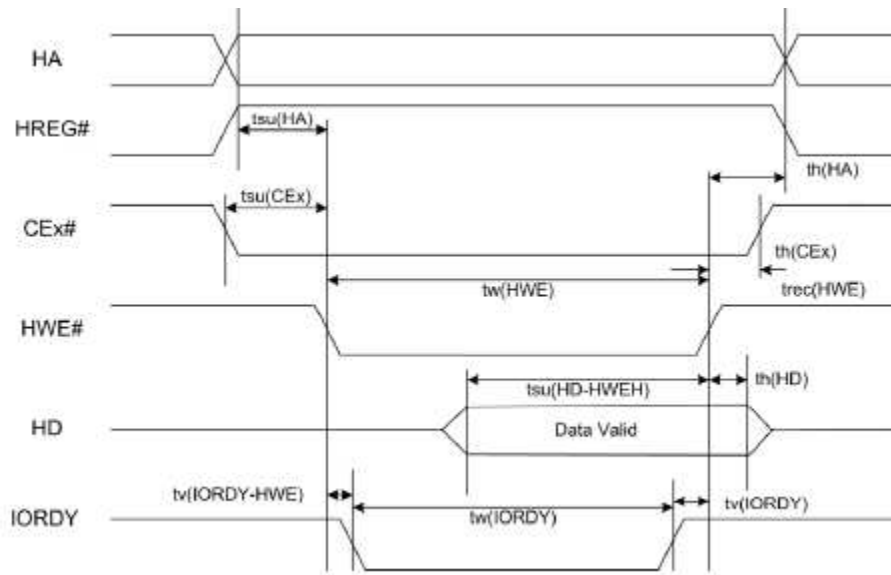 HA
HREG#
tsu(HA)
th(HA)
tsu(CEx)
CEx#
th(CEx)
tw(HWE)
trec(HWE)
HWE#
tsu(HD-HWEH)
th(HD)
HD
Data Valid
tv(IORDY-HWE)
tw(IORDY)
tv(IORDY)
IORDY